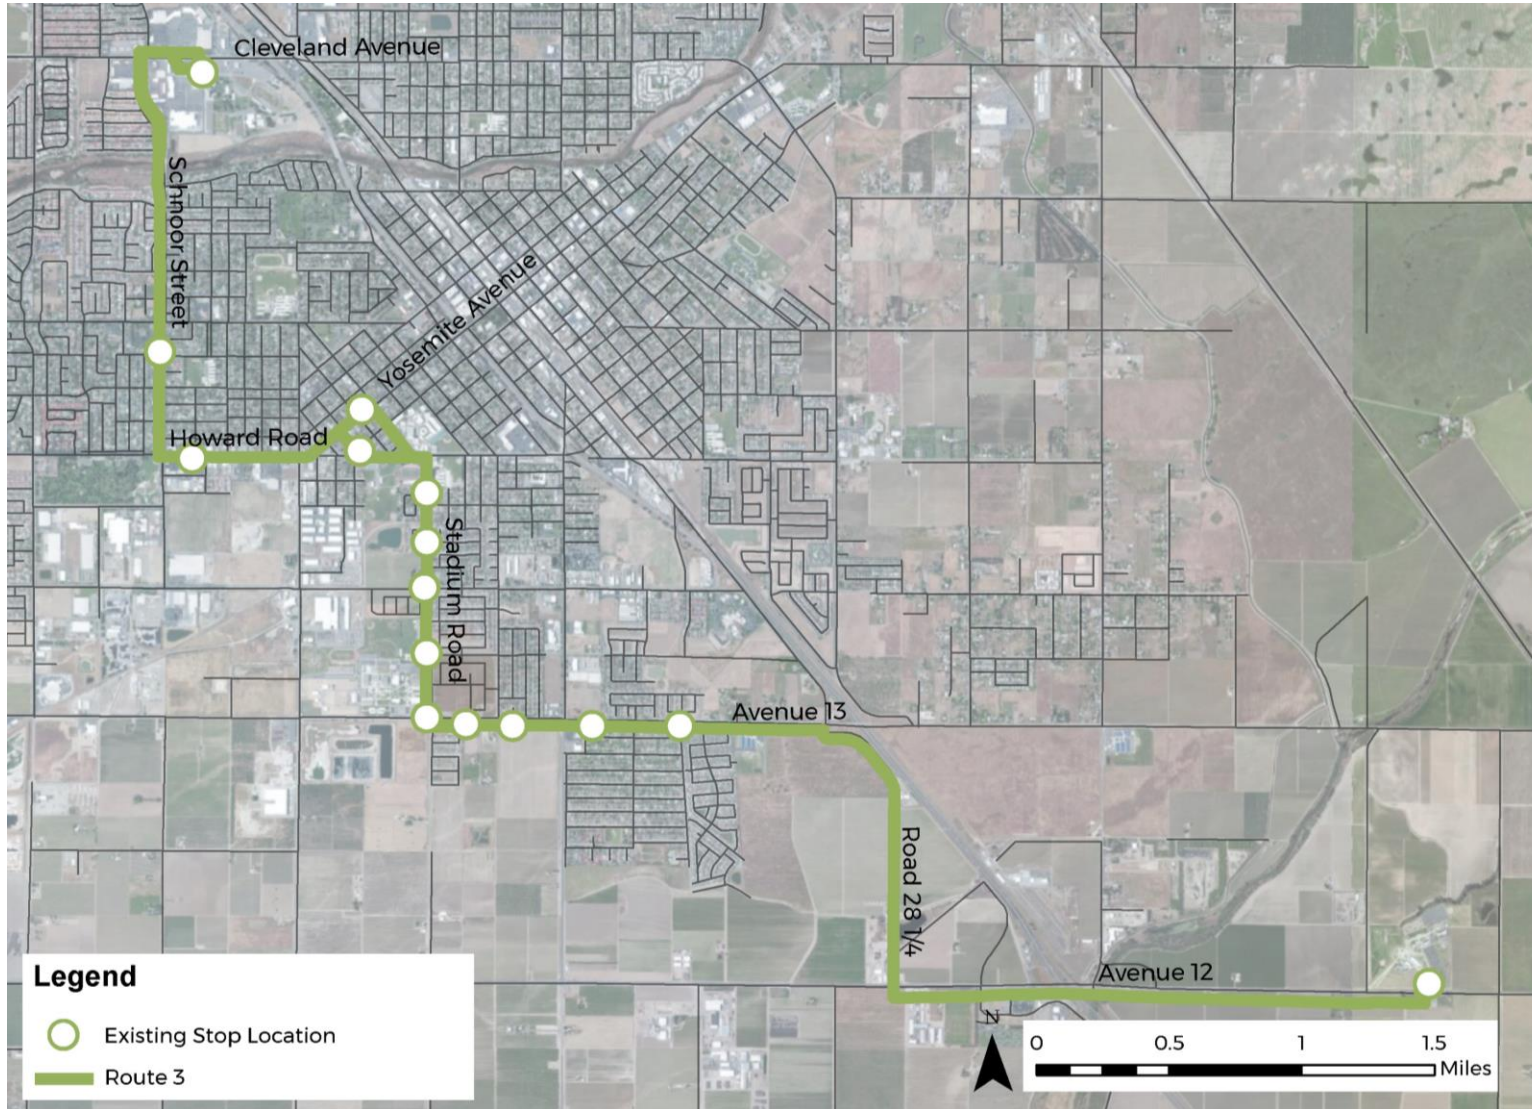 Cleveland Avenue
Schnoor Street
Yosemite Avenue
Howard Road
Stadium Road
Avenue 13
Road 28 1/4
Avenue 12
Legend
Existing Stop Location
Route 3
N
0 0.5 1 1.5
Miles